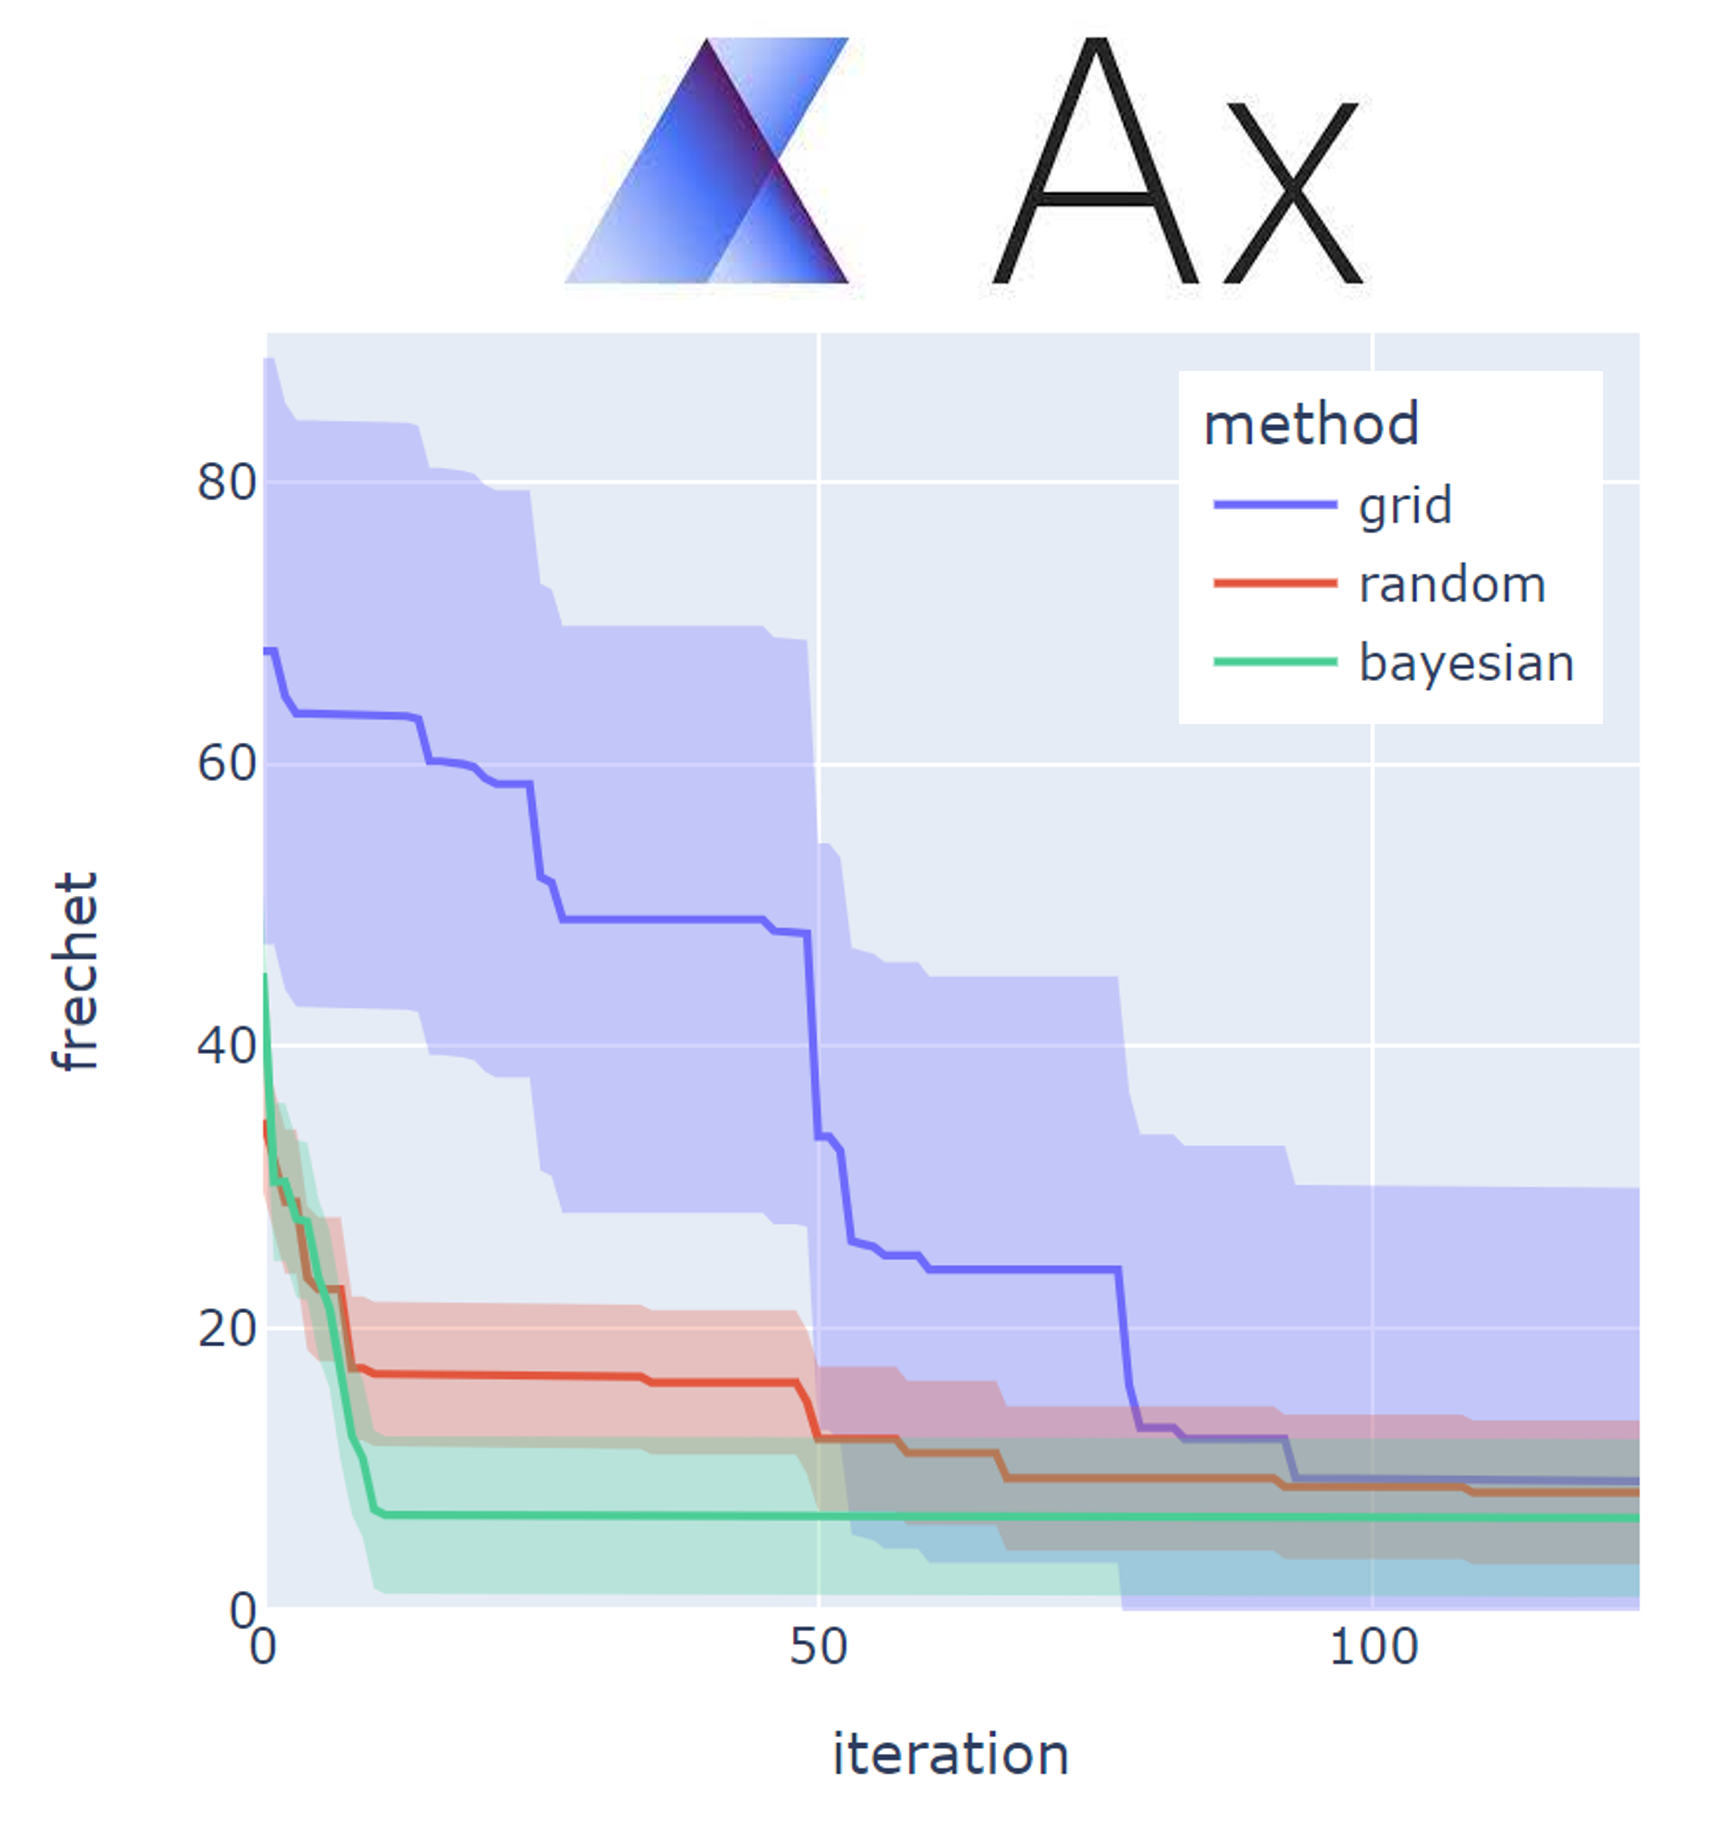 Ax
method
grid
random
bayesian
80
60
40
20
0
frechet
0 50 100
iteration